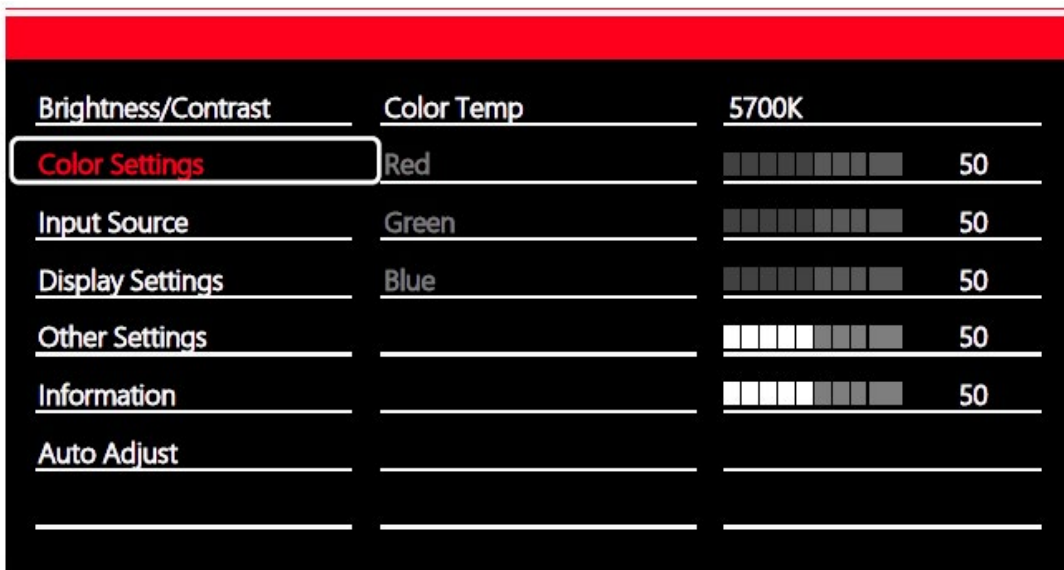 Brightness/Contrast Color Temp 5700K
Color Settings Red 50
Input Source Green 50
Display Settings Blue 50
Other Settings 50
Information 50
Auto Adjust